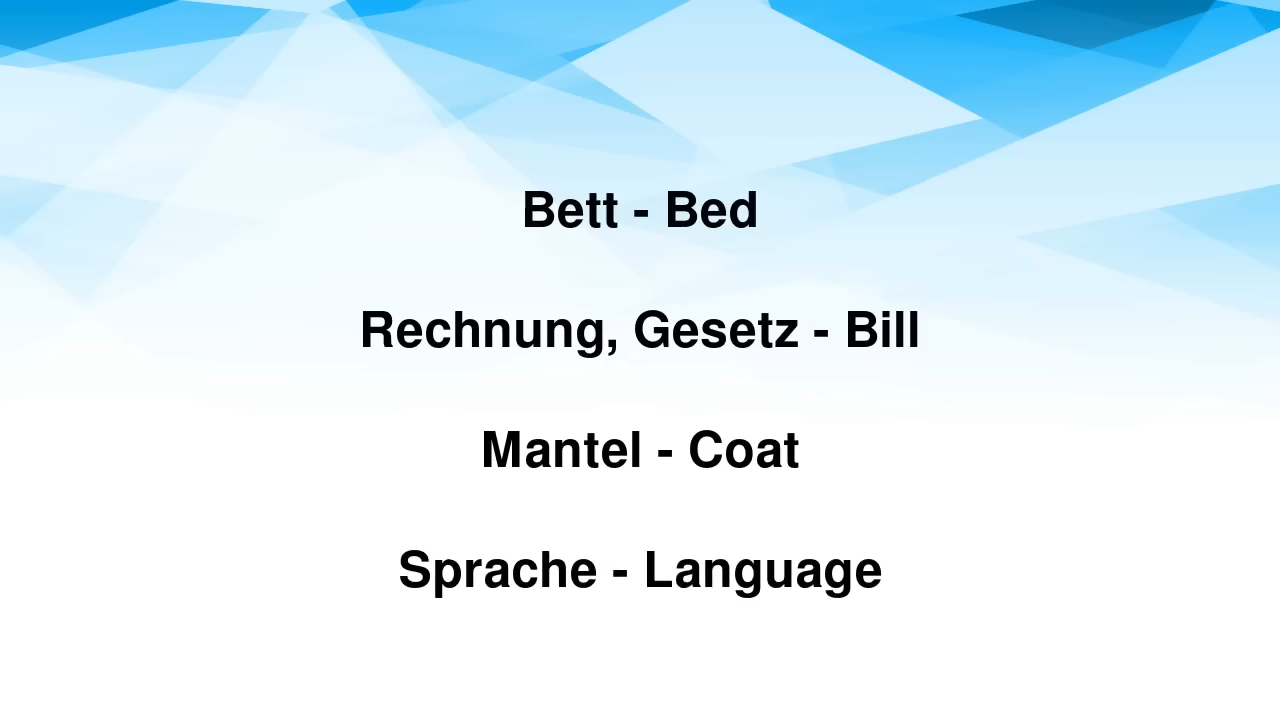 Bett - Bed
Rechnung, Gesetz - Bill
Mantel - Coat
Sprache - Language